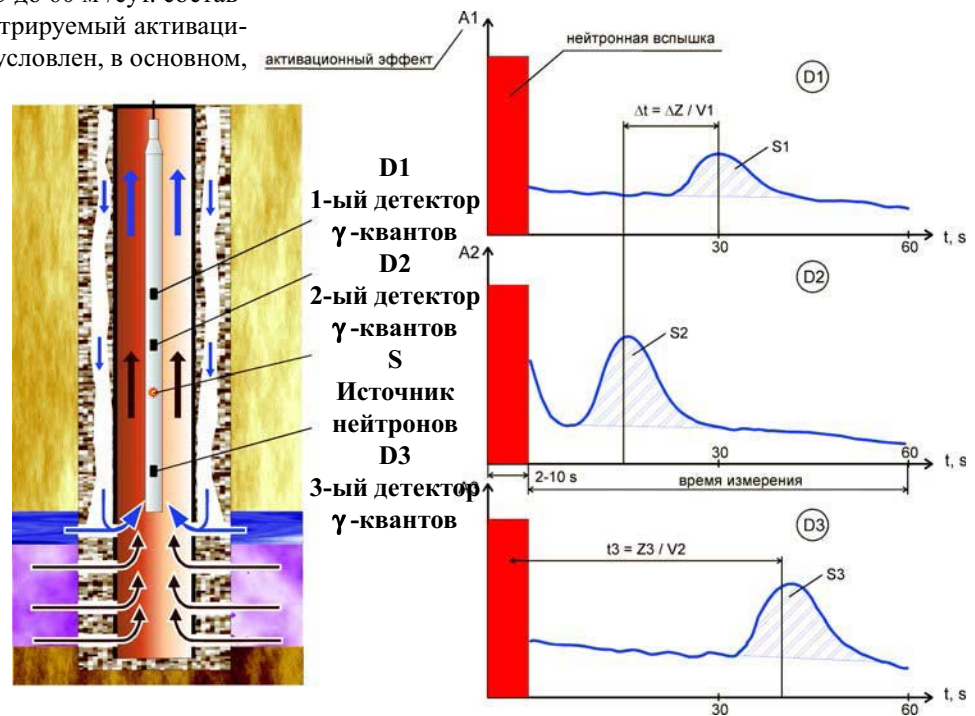 до 60 м³/сут. состав-
трируемый активаци-
условлен, в основном,
D1
1-ый детектор
γ-квантов
D2
2-ый детектор
γ-квантов
S
Источник
нейтронов
D3
3-ый детектор
γ-квантов
A1
активационный эффект
нейтронная вспышка
D1
Δt = ΔZ / V1
S1
t, s
30
60
A2
D2
S2
t, s
30
60
2-10 s
время измерения
D3
t3 = Z3 / V2
S3
t, s
30
60